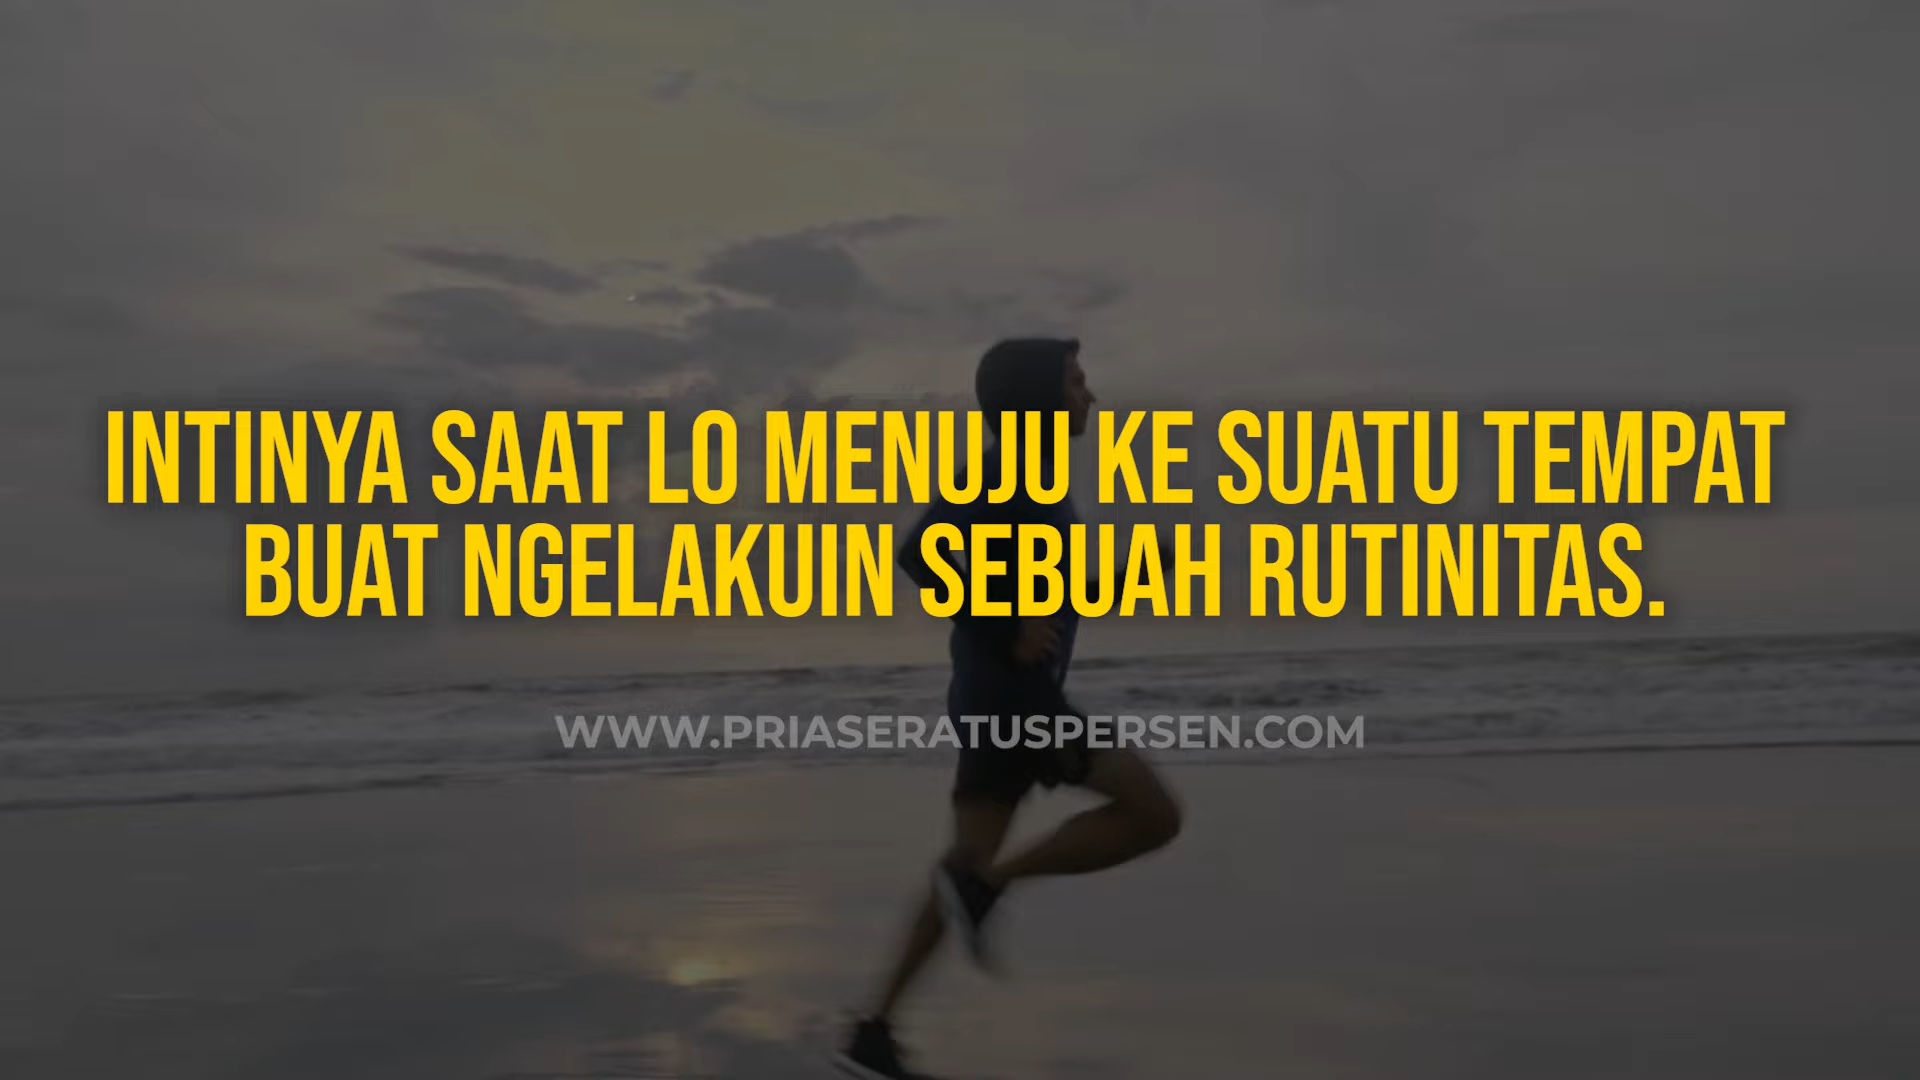 INTINYA SAAT LO MENUJU KE SUATU TEMPAT
BUAT NGELAKUIN SEBUAH RUTINITAS.
WWW.PRIASERATUSPERSEN.COM